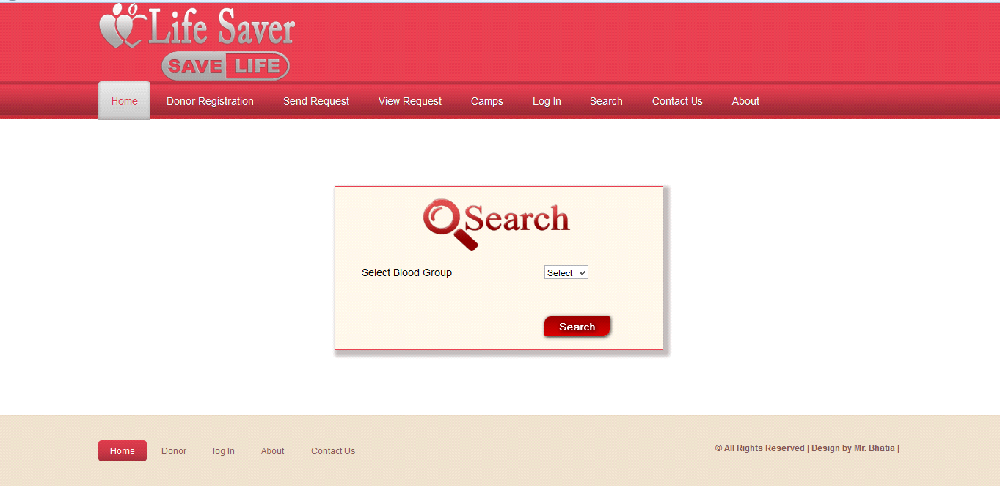 Life Saver
SAVE LIFE
Home Donor Registration Send Request View Request Camps Log In Search Contact Us About
Search
Select Blood Group Select
Search
Home Donor log In About Contact Us © All Rights Reserved | Design by Mr. Bhatia |